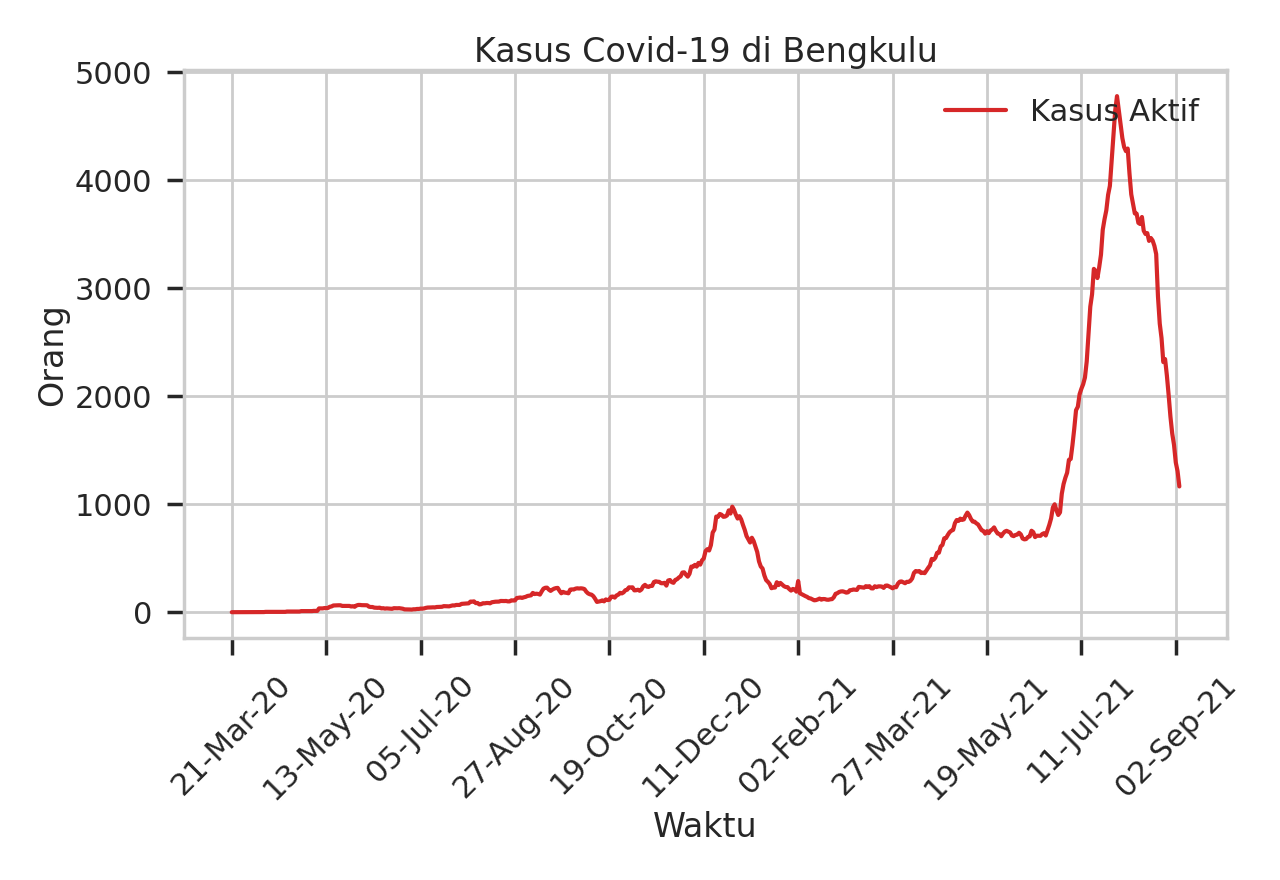 Kasus Covid-19 di Bengkulu
Kasus Aktif
Orang
5000
4000
3000
2000
1000
0
21-Mar-20
13-May-20
05-Jul-20
27-Aug-20
19-Oct-20
11-Dec-20
02-Feb-21
27-Mar-21
19-May-21
11-Jul-21
02-Sep-21
Waktu